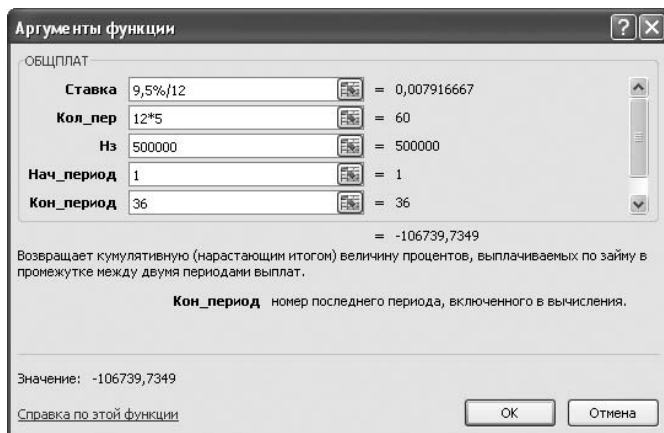 Аргументы функции
ОБЩПЛАТ
Ставка 9,5%/12 = 0,007916667
Кол_пер 12*5 = 60
Нз 500000 = 500000
Нач_период 1 = 1
Кон_период 36 = 36
= -106739,7349
Возвращает кумулятивную (нарастающим итогом) величину процентов, выплачиваемых по займу в
промежутке между двумя периодами выплат.
Кон_период номер последнего периода, включенного в вычисления.
Значение: -106739,7349
Справка по этой функции OK Отмена